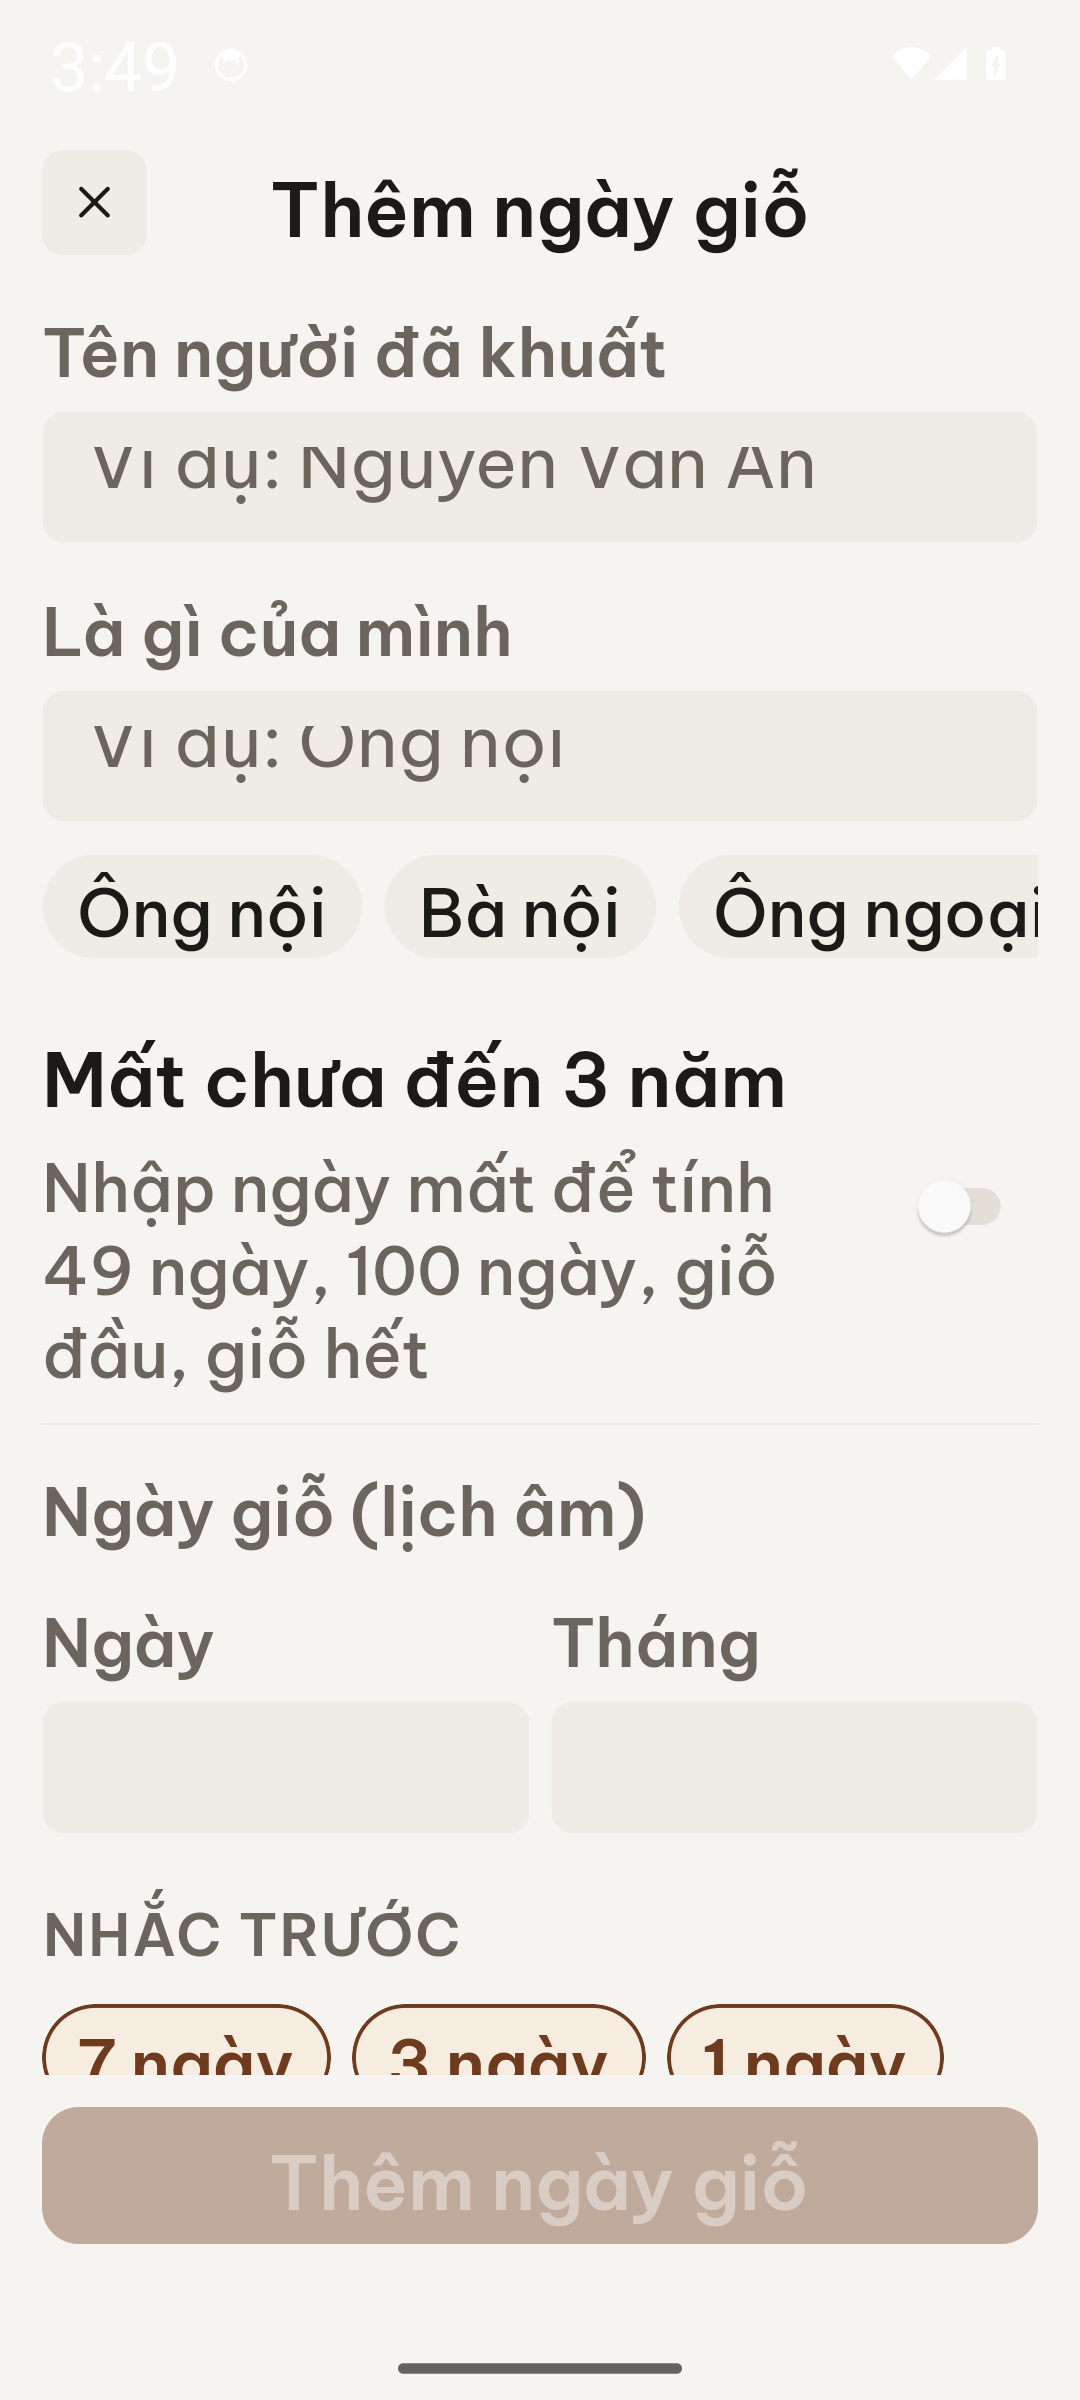 3:49
Thêm ngày giỗ
Tên người đã khuất
Ví dụ: Nguyễn Văn An
Là gì của mình
Ví dụ: Ông nội
Ông nội Bà nội Ông ngoại
Mất chưa đến 3 năm
Nhập ngày mất để tính
49 ngày, 100 ngày, giỗ
đầu, giỗ hết
Ngày giỗ (lịch âm)
Ngày Tháng
NHẮC TRƯỚC
7 ngày 3 ngày 1 ngày
Thêm ngày giỗ